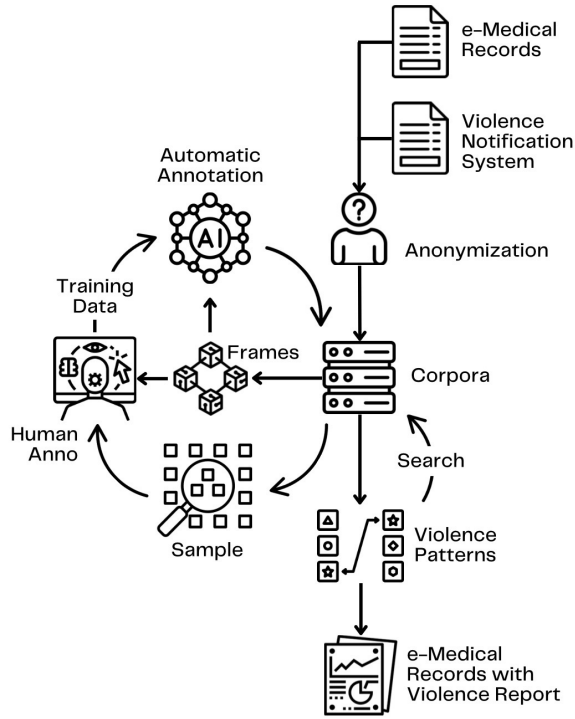 e-Medical
Records
Violence
Notification
System
Automatic
Annotation
AI
?
Anonymization
Training
Data
Frames
Corpora
Human
Anno
Search
Sample
Violence
Patterns
e-Medical
Records with
Violence Report